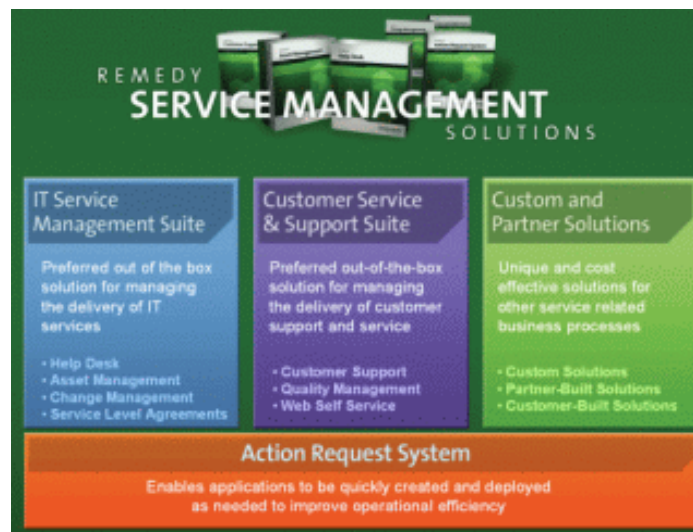 REMEDY
SERVICE MANAGEMENT
SOLUTIONS
IT Service
Management Suite
Preferred out of the box
solution for managing
the delivery of IT
services
• Help Desk
• Asset Management
• Change Management
• Service Level Agreements
Customer Service
& Support Suite
Preferred out-of-the-box
solution for managing
the delivery of customer
support and service
• Customer Support
• Quality Management
• Web Self Service
Custom and
Partner Solutions
Unique and cost
effective solutions for
other service related
business processes
• Custom Solutions
• Partner-Built Solutions
• Customer-Built Solutions
Action Request System
Enables applications to be quickly created and deployed
as needed to improve operational efficiency